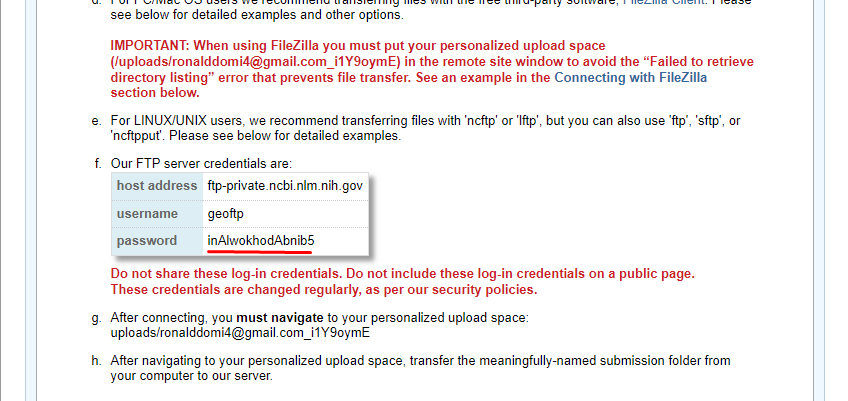 d. For PC/Mac OS users we recommend transferring files with the free third-party software, FileZilla Client. Please
see below for detailed examples and other options.
IMPORTANT: When using FileZilla you must put your personalized upload space
(/uploads/ronalddomi4@gmail.com_i1Y9oymE) in the remote site window to avoid the “Failed to retrieve
directory listing” error that prevents file transfer. See an example in the Connecting with FileZilla
section below.
e. For LINUX/UNIX users, we recommend transferring files with 'ncftp' or 'lftp', but you can also use 'ftp', 'sftp', or
'ncftpput'. Please see below for detailed examples.
f. Our FTP server credentials are:
host address ftp-private.ncbi.nlm.nih.gov
username geoftp
password inAlwokhodAbnib5
Do not share these log-in credentials. Do not include these log-in credentials on a public page.
These credentials are changed regularly, as per our security policies.
g. After connecting, you must navigate to your personalized upload space:
uploads/ronalddomi4@gmail.com_i1Y9oymE
h. After navigating to your personalized upload space, transfer the meaningfully-named submission folder from
your computer to our server.